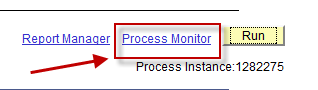 Report Manager Process Monitor Run
Process Instance:1282275